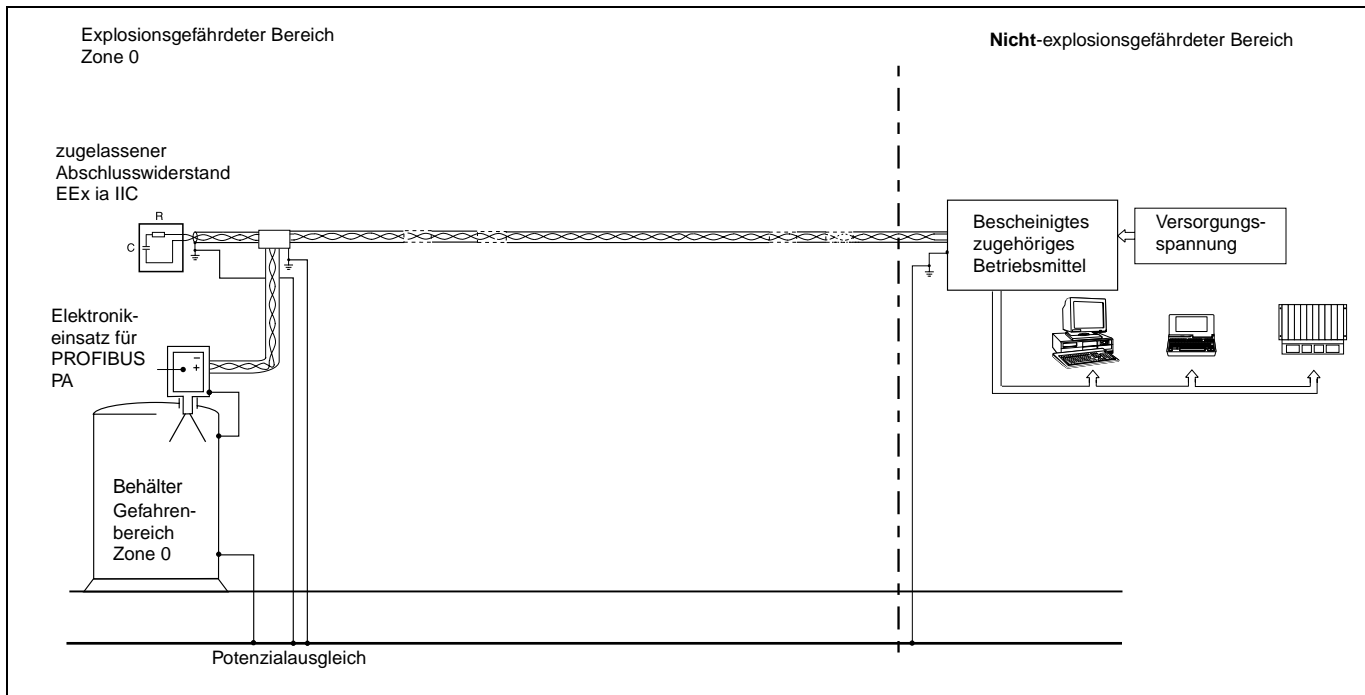 Explosionsgefährdeter Bereich
Zone 0
Nicht-explosionsgefährdeter Bereich
zugelassener
Abschlusswiderstand
EEx ia IIC
R
C
Bescheinigtes
zugehöriges
Betriebsmittel
Versorgungs-
spannung
Elektronik-
einsatz für
PROFIBUS
PA
−
+
Behälter
Gefahren-
bereich
Zone 0
Potenzialausgleich